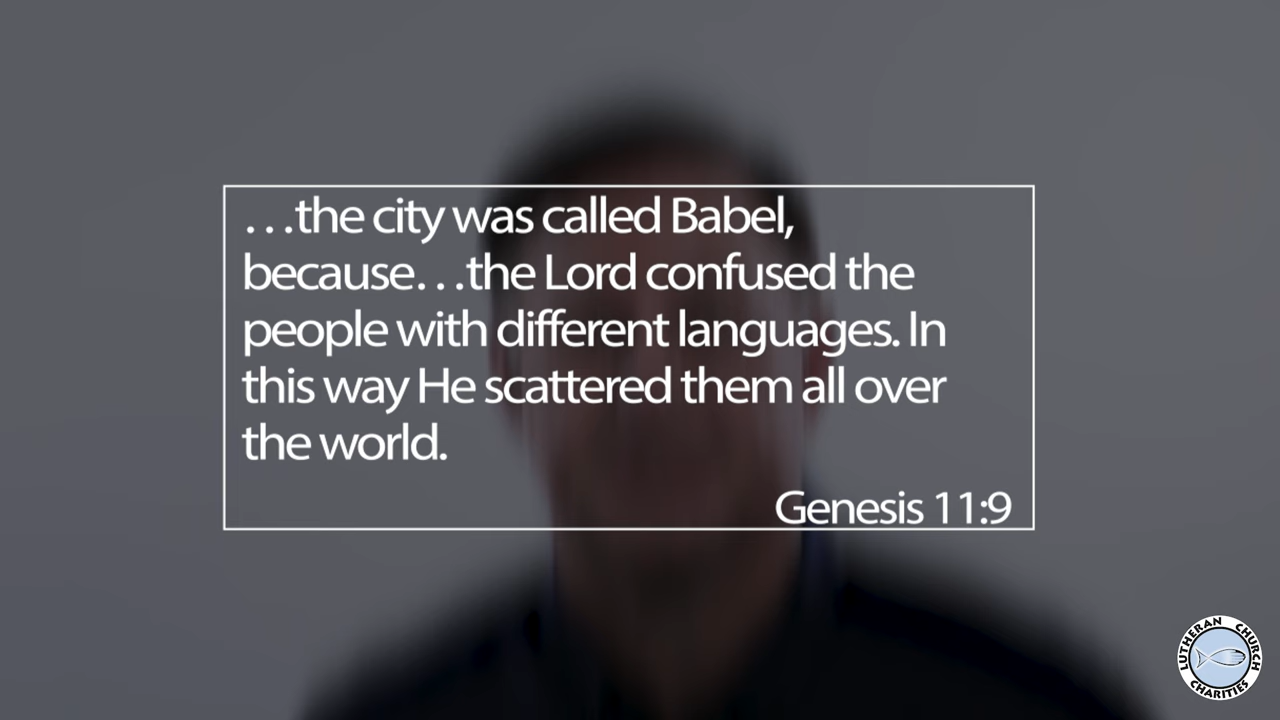 …the city was called Babel,
because…the Lord confused the
people with different languages. In
this way He scattered them all over
the world.
Genesis 11:9
LUTHERAN CHURCH
CHARITIES